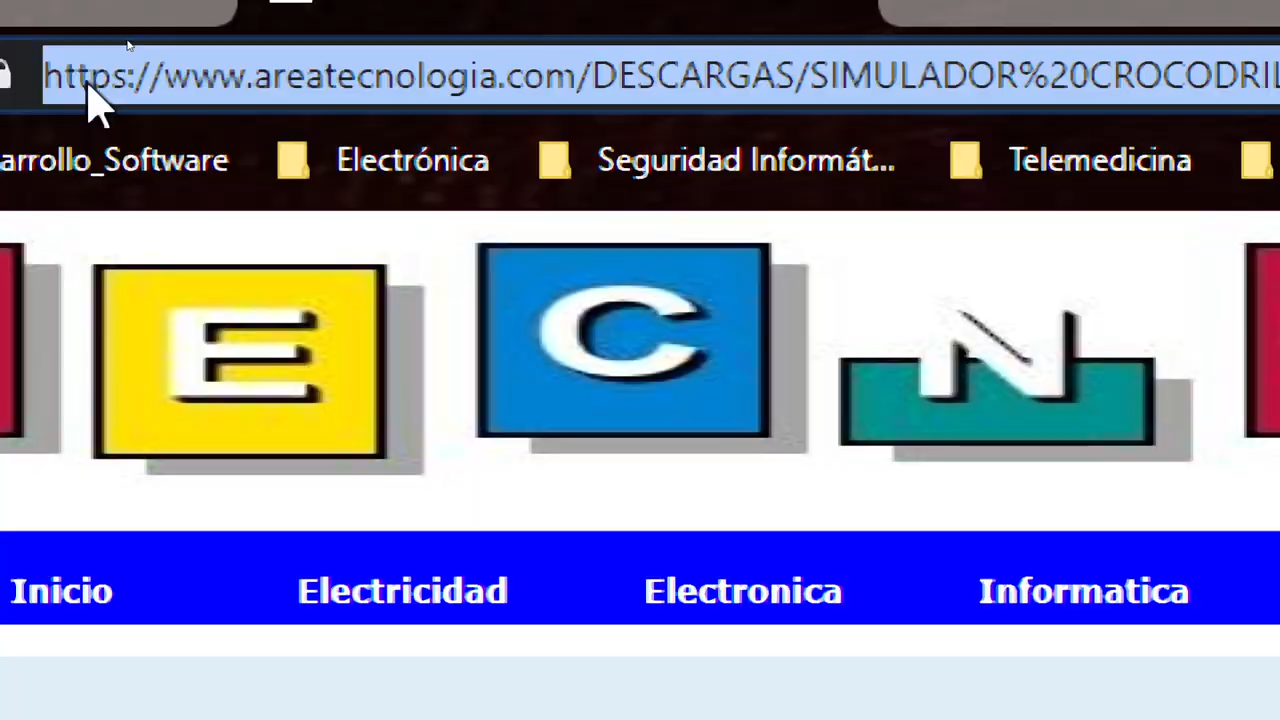 https://www.areatecnologia.com/DESCARGAS/SIMULADOR%20CROCODRIL
arrollo_Software Electrónica Seguridad Informát... Telemedicina
E C N
Inicio Electricidad Electronica Informatica